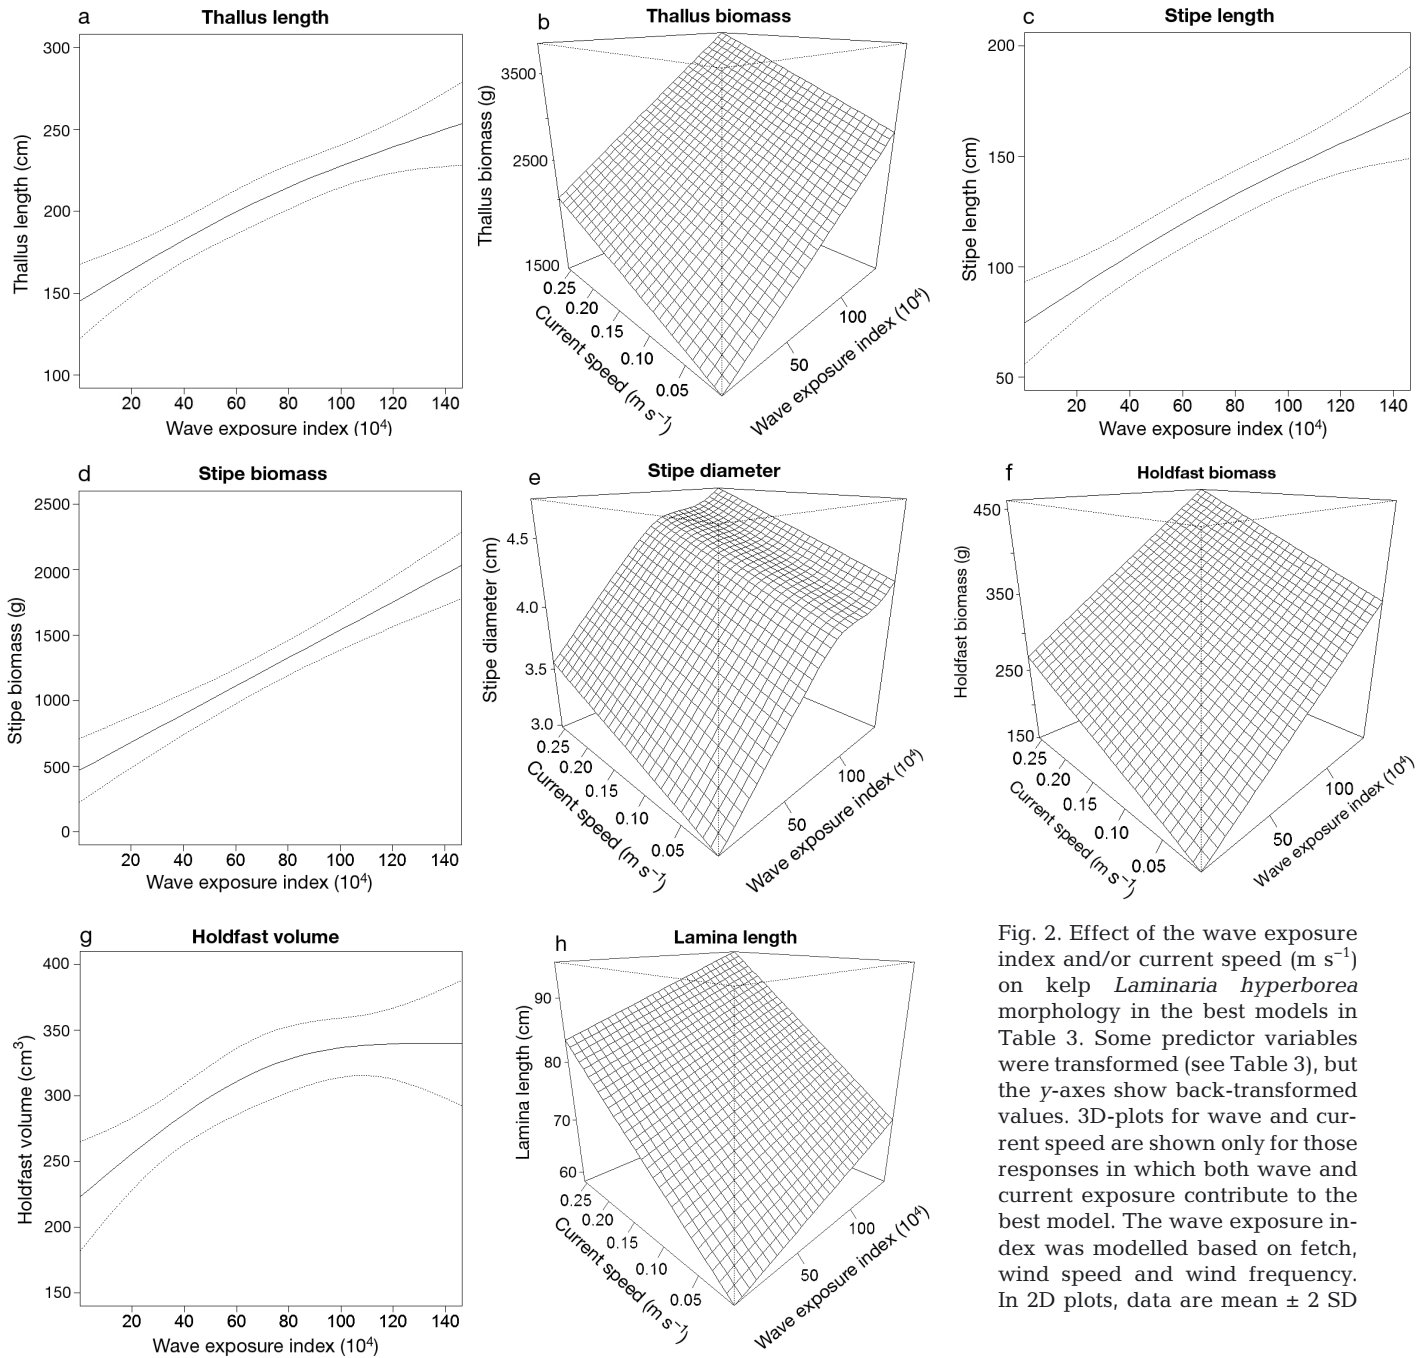 a
Thallus length
300
250
200
150
100
Thallus length (cm)
20 40 60 80 100 120 140
Wave exposure index (10⁴)
b
Thallus biomass
3500
2500
1500
Thallus biomass (g)
0.25
0.20
0.15
0.10
0.05
Current speed (m s⁻¹)
50
100
Wave exposure index (10⁴)
c
Stipe length
200
150
100
50
Stipe length (cm)
20 40 60 80 100 120 140
Wave exposure index (10⁴)
d
Stipe biomass
2500
2000
1500
1000
500
0
Stipe biomass (g)
20 40 60 80 100 120 140
Wave exposure index (10⁴)
e
Stipe diameter
4.5
4.0
3.5
3.0
Stipe diameter (cm)
0.25
0.20
0.15
0.10
0.05
Current speed (m s⁻¹)
50
100
Wave exposure index (10⁴)
f
Holdfast biomass
450
350
250
150
Holdfast biomass (g)
0.25
0.20
0.15
0.10
0.05
Current speed (m s⁻¹)
50
100
Wave exposure index (10⁴)
g
Holdfast volume
400
350
300
250
200
150
Holdfast volume (cm³)
20 40 60 80 100 120 140
Wave exposure index (10⁴)
h
Lamina length
90
80
70
60
Lamina length (cm)
0.25
0.20
0.15
0.10
0.05
Current speed (m s⁻¹)
50
100
Wave exposure index (10⁴)
Fig. 2. Effect of the wave exposure
index and/or current speed (m s⁻¹)
on kelp Laminaria hyperborea
morphology in the best models in
Table 3. Some predictor variables
were transformed (see Table 3), but
the y-axes show back-transformed
values. 3D-plots for wave and cur-
rent speed are shown only for those
responses in which both wave and
current exposure contribute to the
best model. The wave exposure in-
dex was modelled based on fetch,
wind speed and wind frequency.
In 2D plots, data are mean ± 2 SD